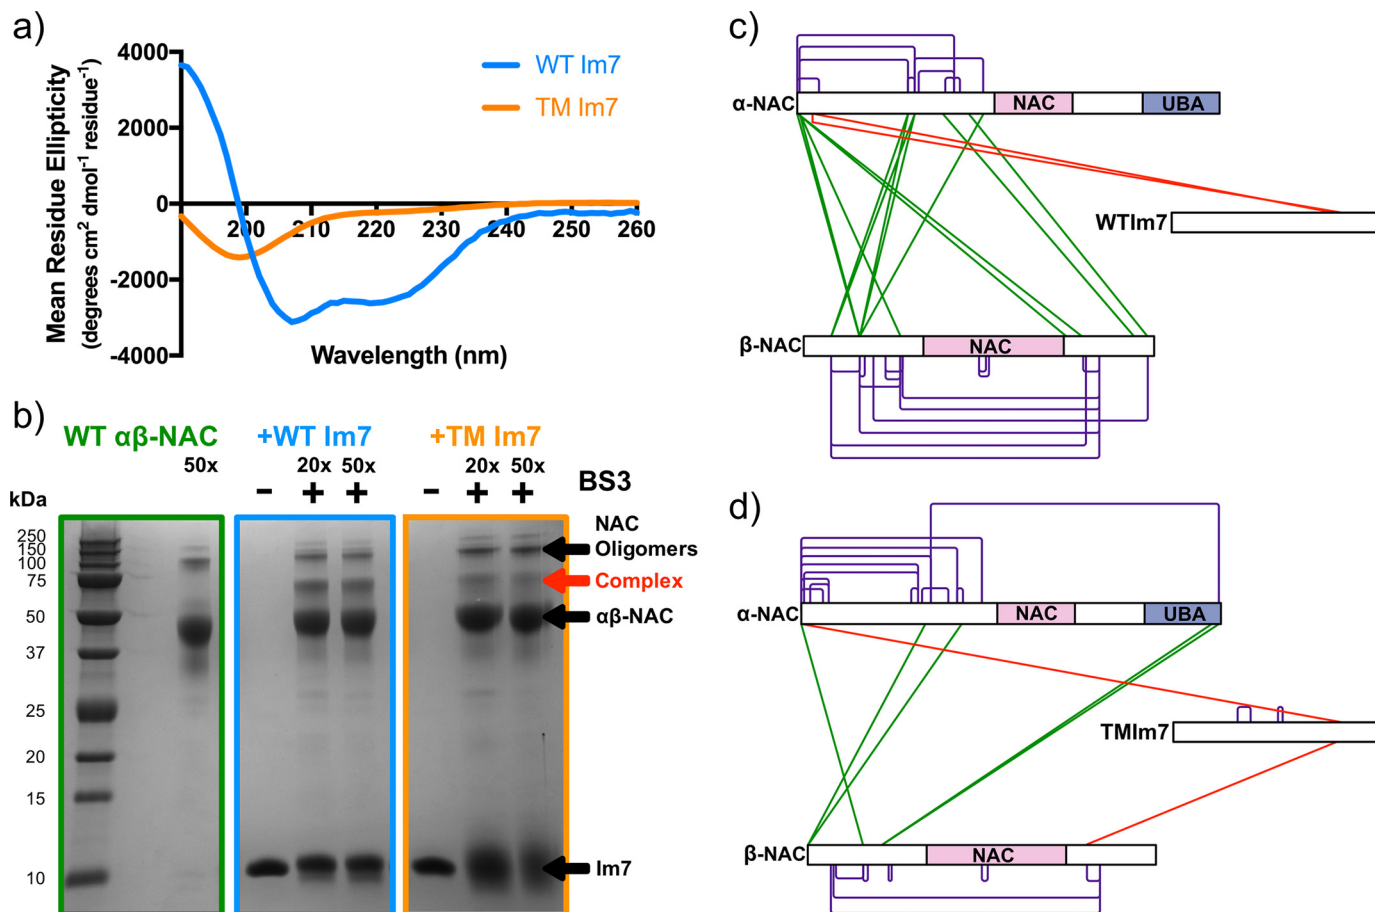 a)
4000
2000
0
-2000
-4000
Mean Residue Ellipticity
(degrees cm2 dmol-1 residue-1)
WT Im7
TM Im7
200
210
220
230
240
250
260
Wavelength (nm)
b)
WT αβ-NAC
+WT Im7
+TM Im7
50x
20x
50x
20x
50x
BS3
- + +
- + +
kDa
250
150
100
75
50
37
25
20
15
10
NAC
Oligomers
Complex
αβ-NAC
Im7
c)
α-NAC
NAC
UBA
WTIm7
β-NAC
NAC
d)
α-NAC
NAC
UBA
TMIm7
β-NAC
NAC